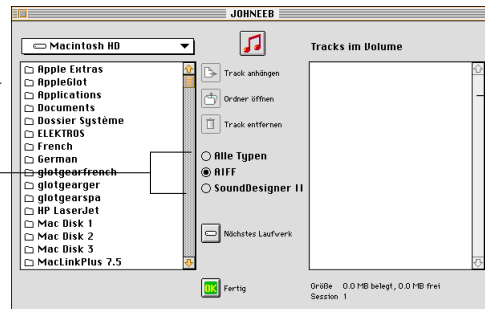 JOHNEEB
Macintosh HD
Apple Extras
AppleGlot
Applications
Documents
Dossier Système
ELEKTROS
French
German
glotgearfrench
glotgearger
glotgearspa
HP LaserJet
Mac Disk 1
Mac Disk 2
Mac Disk 3
MacLinkPlus 7.5
Track anhängen
Ordner öffnen
Track entfernen
Alle Typen
AIFF
SoundDesigner II
Nächstes Laufwerk
OK Fertig
Tracks im Volume
Größe 0.0 MB belegt, 0.0 MB frei
Session 1